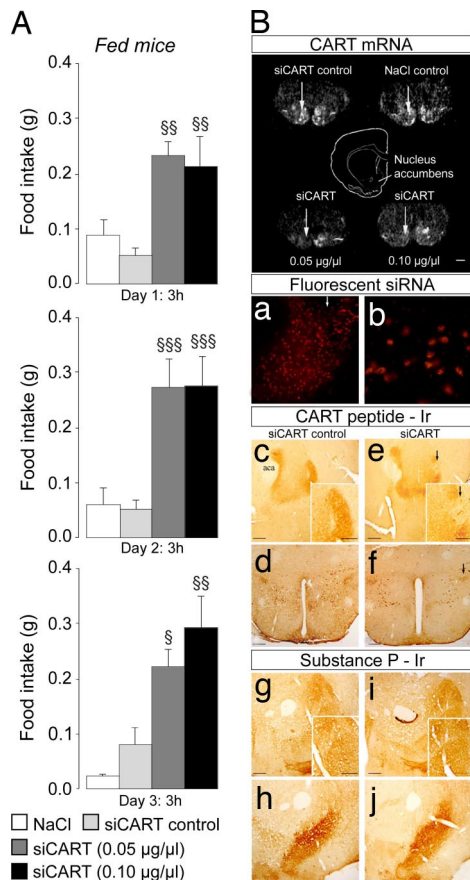 A
Fed mice
Food intake (g)
0.4
0.3
0.2
0.1
0.0
§§
§§
Day 1: 3h
Food intake (g)
0.4
0.3
0.2
0.1
0.0
§§§
§§§
Day 2: 3h
Food intake (g)
0.4
0.3
0.2
0.1
0.0
§
§§
Day 3: 3h
NaCl
siCART control
siCART (0.05 µg/µl)
siCART (0.10 µg/µl)
B
CART mRNA
siCART control
NaCl control
Nucleus
accumbens
siCART
siCART
0.05 µg/µl
0.10 µg/µl
Fluorescent siRNA
a
b
CART peptide - Ir
siCART control
siCART
c
aca
e
d
f
Substance P - Ir
g
i
h
j